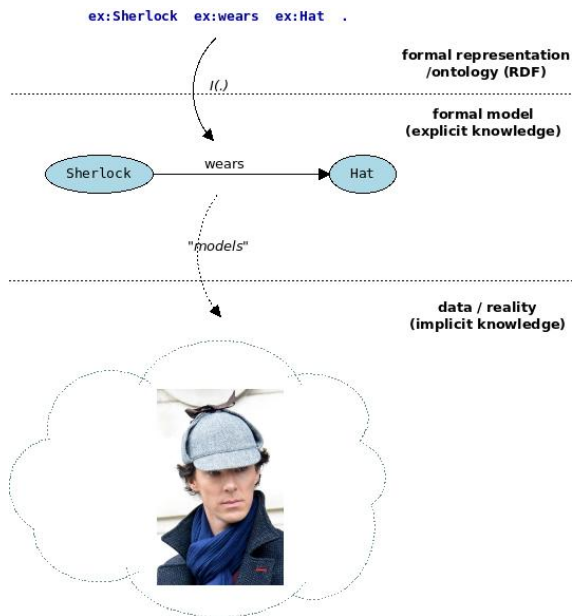 ex:Sherlock ex:wears ex:Hat .
formal representation
/ontology (RDF)
I(.)
formal model
(explicit knowledge)
Sherlock
wears
Hat
"models"
data / reality
(implicit knowledge)